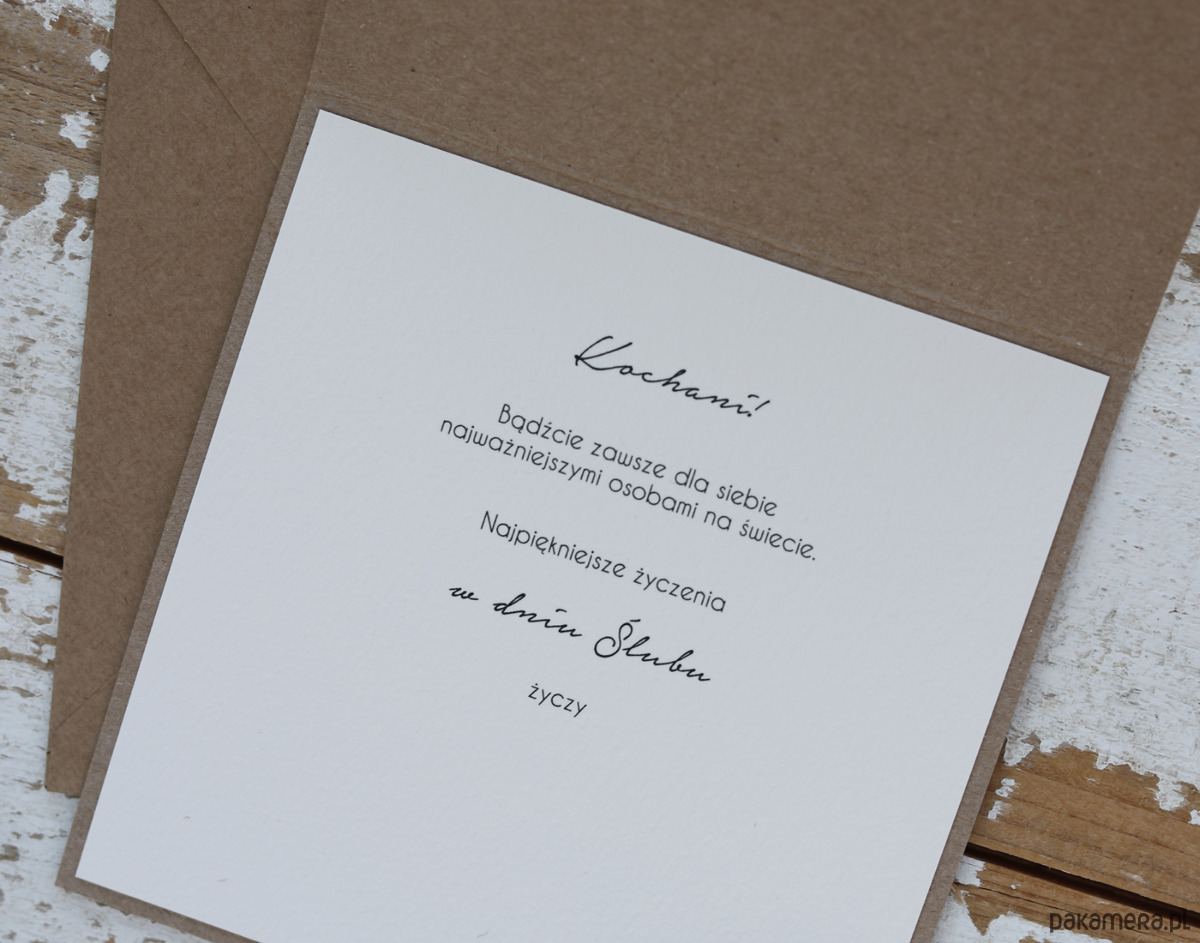 Kochani!
Bądźcie zawsze dla siebie
najważniejszymi osobami na świecie.
Najpiękniejsze życzenia
w dniu Ślubu
życzy
pakamera.pl